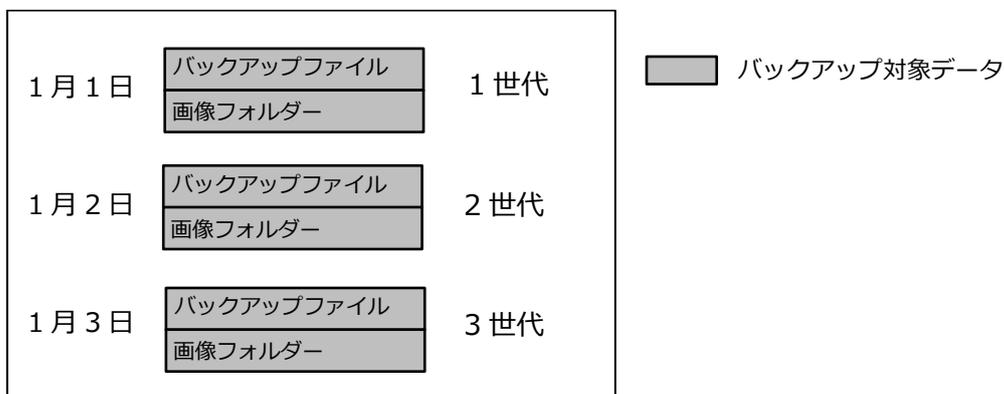 1月1日
バックアップファイル
画像フォルダー
1世代
バックアップ対象データ
1月2日
バックアップファイル
画像フォルダー
2世代
1月3日
バックアップファイル
画像フォルダー
3世代